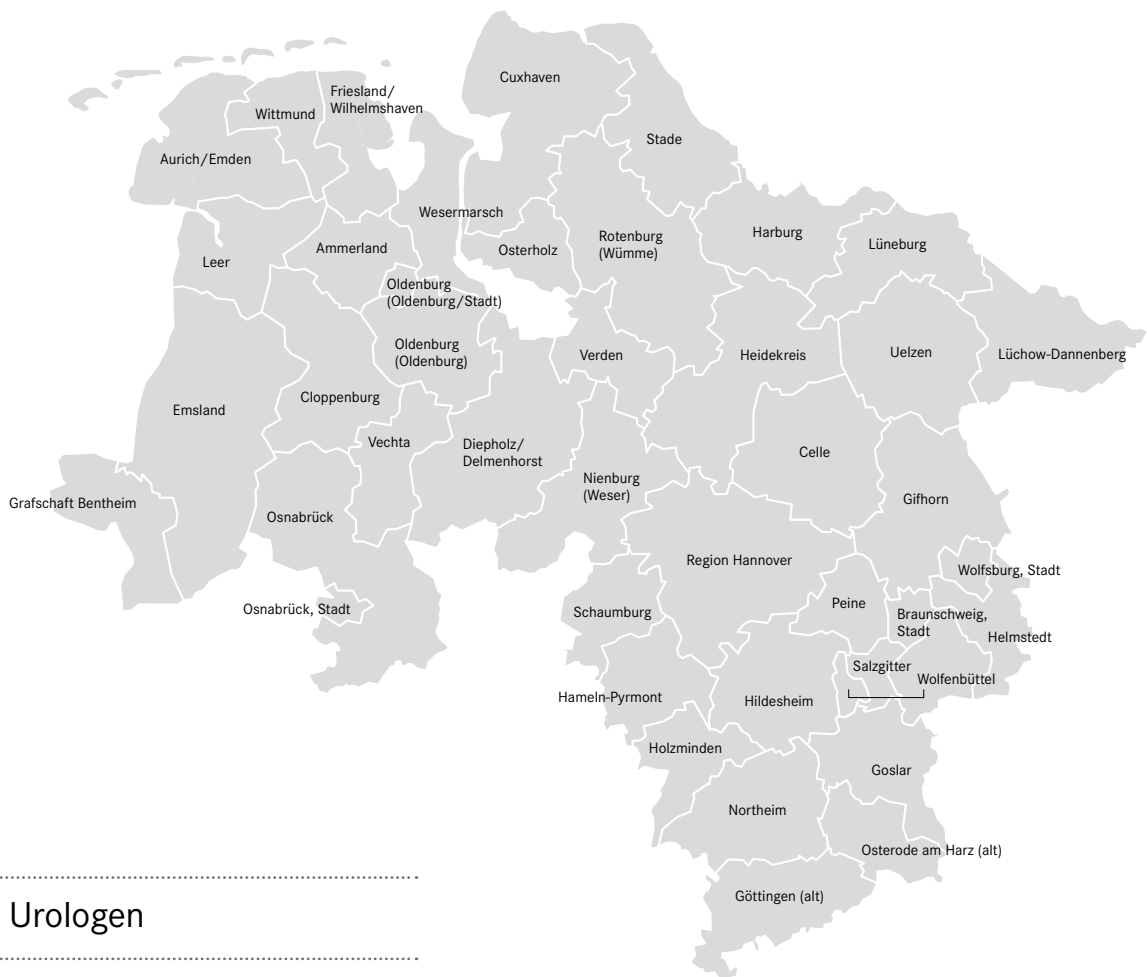 Cuxhaven
Friesland/
Wilhelmshaven
Wittmund
Stade
Aurich/Emden
Wesermarsch
Harburg
Rotenburg
(Wümme)
Lüneburg
Ammerland
Osterholz
Leer
Oldenburg
(Oldenburg/Stadt)
Oldenburg
(Oldenburg)
Verden
Heidekreis
Uelzen
Lüchow-Dannenberg
Cloppenburg
Emsland
Vechta
Diepholz/
Delmenhorst
Celle
Nienburg
(Weser)
Grafschaft Bentheim
Gifhorn
Osnabrück
Region Hannover
Wolfsburg, Stadt
Osnabrück, Stadt
Schaumburg
Peine
Braunschweig,
Stadt
Helmstedt
Salzgitter
Wolfenbüttel
Hameln-Pyrmont
Hildesheim
Holzminden
Goslar
Northeim
Osterode am Harz (alt)
Göttingen (alt)
Urologen